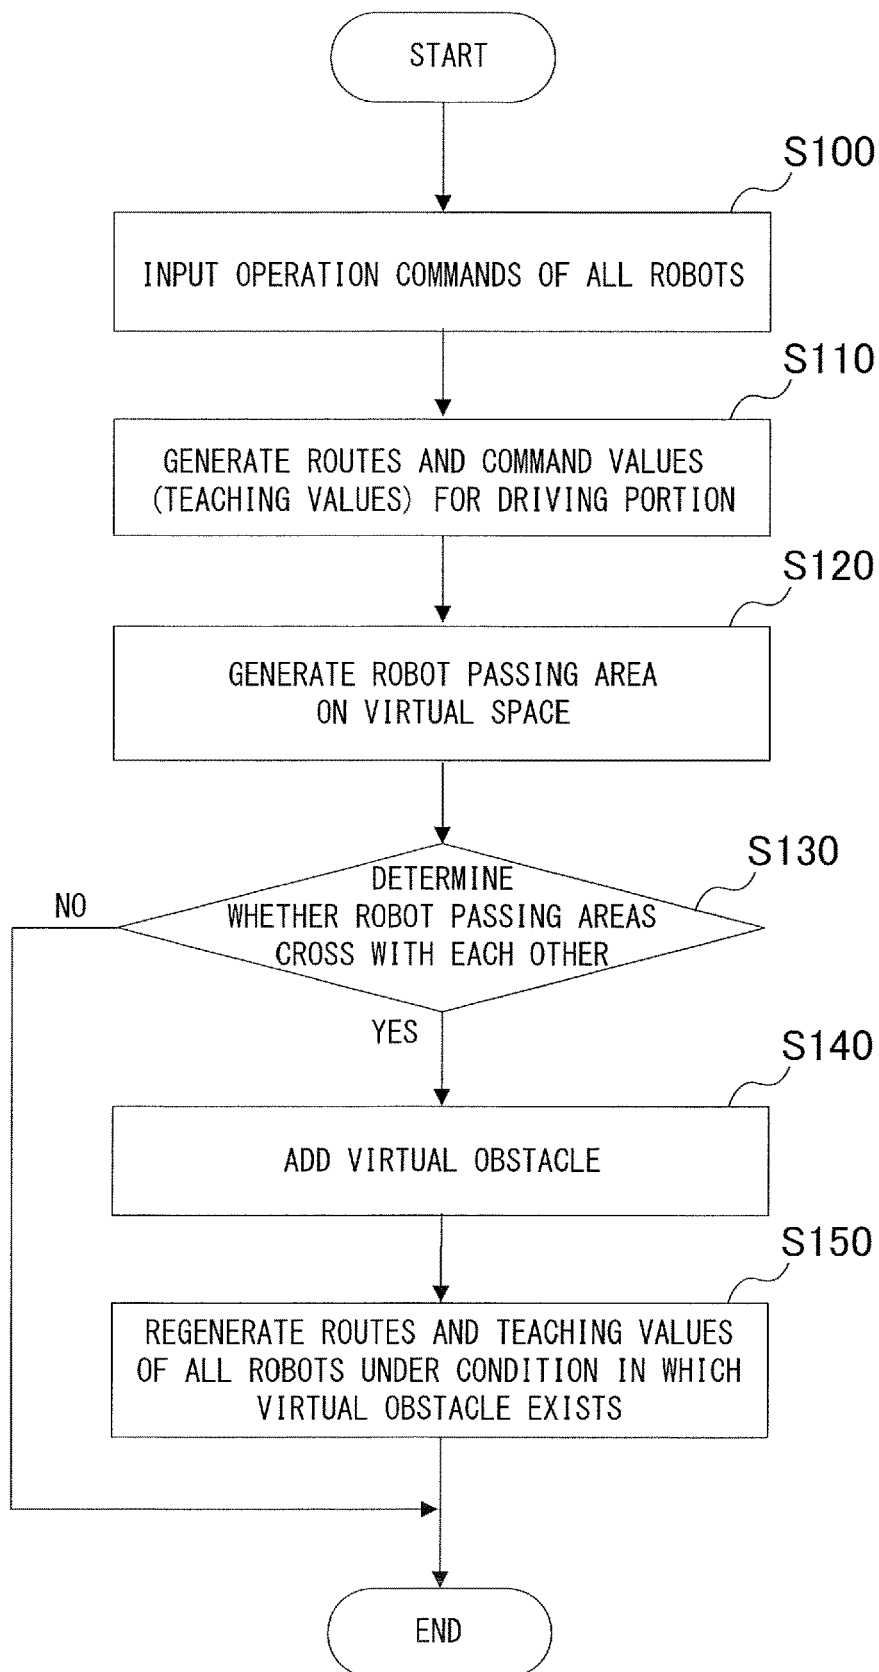 START
S100
INPUT OPERATION COMMANDS OF ALL ROBOTS
S110
GENERATE ROUTES AND COMMAND VALUES
(TEACHING VALUES) FOR DRIVING PORTION
S120
GENERATE ROBOT PASSING AREA
ON VIRTUAL SPACE
S130
DETERMINE
WHETHER ROBOT PASSING AREAS
CROSS WITH EACH OTHER
NO
YES
S140
ADD VIRTUAL OBSTACLE
S150
REGENERATE ROUTES AND TEACHING VALUES
OF ALL ROBOTS UNDER CONDITION IN WHICH
VIRTUAL OBSTACLE EXISTS
END